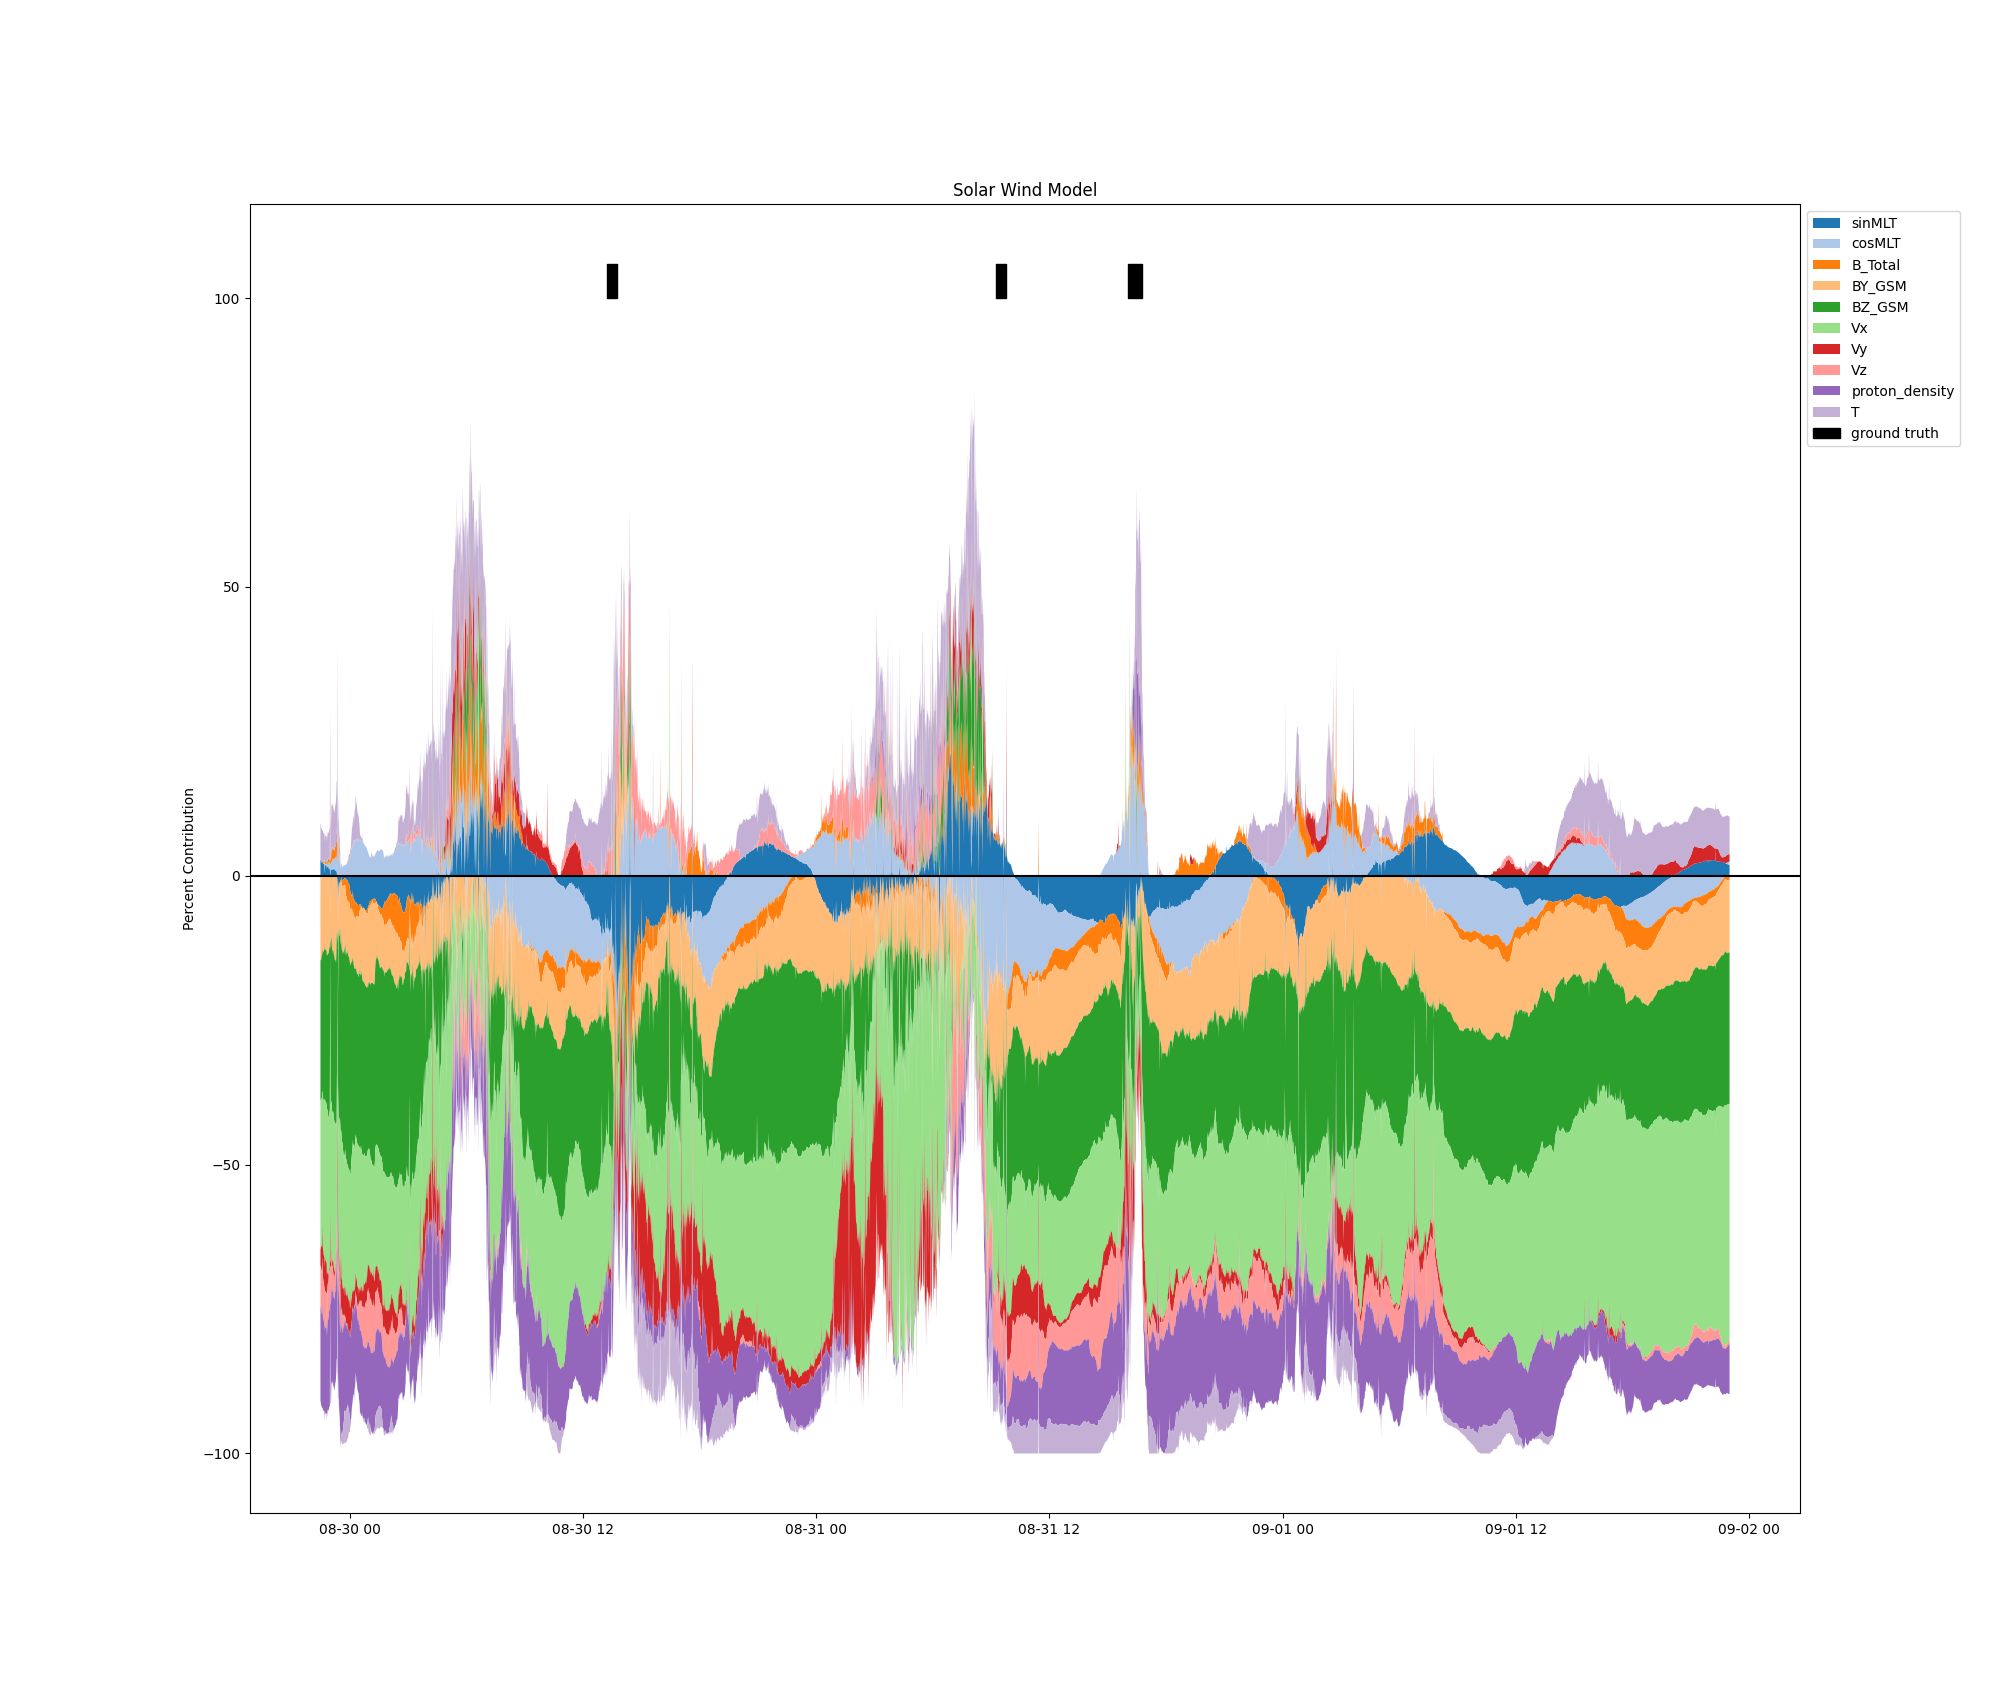 Solar Wind Model
sinMLT
cosMLT
B_Total
BY_GSM
BZ_GSM
Vx
Vy
Vz
proton_density
T
ground truth
Percent Contribution
100
50
0
−50
−100
08-30 00
08-30 12
08-31 00
08-31 12
09-01 00
09-01 12
09-02 00